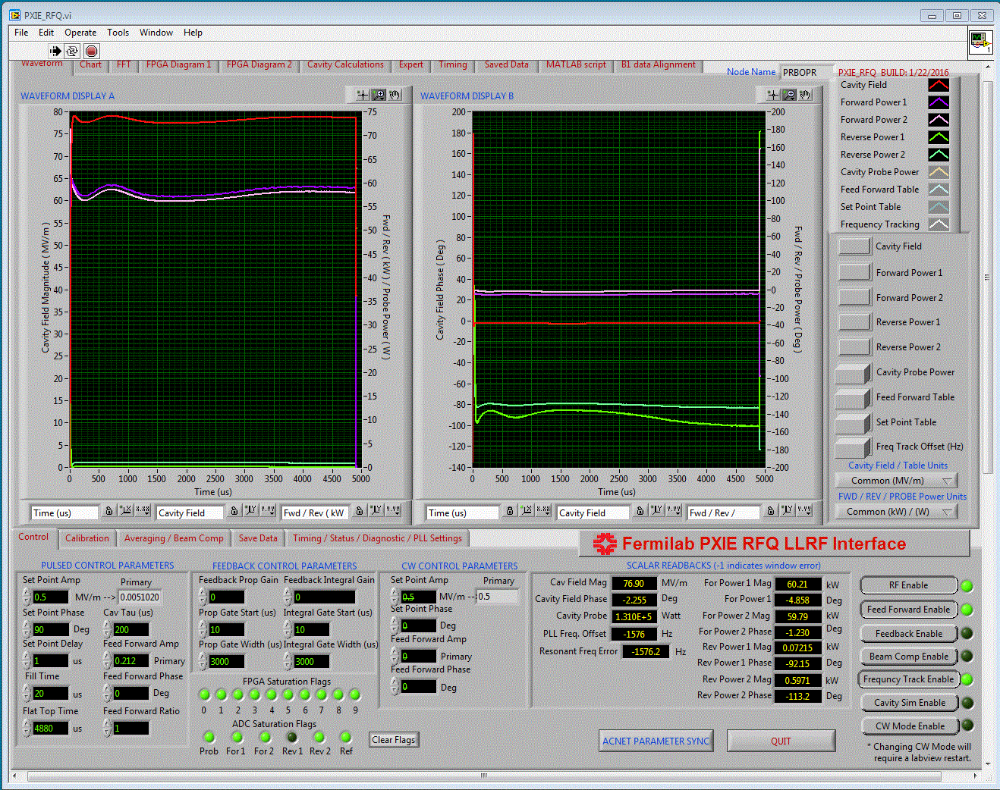 PXIE_RFQ.vi
File Edit Operate Tools Window Help
1
Waveform Chart FFT FPGA Diagram 1 FPGA Diagram 2 Cavity Calculations Expert Timing Saved Data MATLAB script B1 data Alignment
Node Name PRBOPR PXIE_RFQ BUILD: 1/22/2016
WAVEFORM DISPLAY A
80
75
70
65
60
55
50
45
40
35
30
25
20
15
10
5
0
Cavity Field Magnitude ( MV/m )
75
70
65
60
55
50
45
40
35
30
25
20
15
10
5
0
Fwd / Rev ( kW ) / Probe Power ( W )
0 500 1000 1500 2000 2500 3000 3500 4000 4500 5000
Time (us)
Time (us) Cavity Field Fwd / Rev ( kW
WAVEFORM DISPLAY B
200
180
160
140
120
100
80
60
40
20
0
-20
-40
-60
-80
-100
-120
-140
Cavity Field Phase ( Deg )
200
180
160
140
120
100
80
60
40
20
0
-20
-40
-60
-80
-100
-120
-140
-160
-180
-200
Fwd / Rev / Probe Power ( Deg )
0 500 1000 1500 2000 2500 3000 3500 4000 4500 5000
Time (us)
Time (us) Cavity Field Fwd / Rev /
Cavity Field
Forward Power 1
Forward Power 2
Reverse Power 1
Reverse Power 2
Cavity Probe Power
Feed Forward Table
Set Point Table
Frequency Tracking
Cavity Field
Forward Power 1
Forward Power 2
Reverse Power 1
Reverse Power 2
Cavity Probe Power
Feed Forward Table
Set Point Table
Freq Track Offset (Hz)
Cavity Field / Table Units
Common (MV/m)
FWD / REV / PROBE Power Units
Common (kW) / (W)
Control Calibration Averaging / Beam Comp Save Data Timing / Status / Diagnostic / PLL Settings
Fermilab PXIE RFQ LLRF Interface
PULSED CONTROL PARAMETERS
Set Point Amp Primary
0.5 MV/m --> 0.0051020
Set Point Phase Cav Tau (us)
90 Deg 200
Set Point Delay Feed Forward Amp
1 us 0.212 Primary
Fill Time Feed Forward Phase
20 us 0 Deg
Flat Top Time Feed Forward Ratio
4880 us 1
FEEDBACK CONTROL PARAMETERS
Feedback Prop Gain Feedback Integral Gain
0 0
Prop Gate Start (us) Integral Gate Start (us)
10 10
Prop Gate Width (us) Integral Gate Width (us)
3000 3000
FPGA Saturation Flags
0 1 2 3 4 5 6 7 8 9
ADC Saturation Flags
Prob For 1 For 2 Rev 1 Rev 2 Ref
Clear Flags
CW CONTROL PARAMETERS
Set Point Amp Primary
0.5 MV/m --> 0.5
Set Point Phase
0 Deg
Feed Forward Amp
0 Primary
Feed Forward Phase
0 Deg
SCALAR READBACKS (-1 indicates window error)
Cav Field Mag 76.90 MV/m
Cavity Field Phase -2.255 Deg
Cavity Probe 1.310E+5 Watt
PLL Freq. Offset -1576 Hz
Resonant Freq Error -1576.2 Hz
For Power 1 Mag 60.21 kW
For Power 1 -4.858 Deg
For Power 2 Mag 59.79 kW
For Power 2 Phase -1.230 Deg
Rev Power 1 Mag 0.07215 kW
Rev Power 1 Phase -92.15 Deg
Rev Power 2 Mag 0.5971 kW
Rev Power 2 Phase -113.2 Deg
ACNET PARAMETER SYNC QUIT
RF Enable
Feed Forward Enable
Feedback Enable
Beam Comp Enable
Frequncy Track Enable
Cavity Sim Enable
CW Mode Enable
* Changing CW Mode will
require a labview restart.